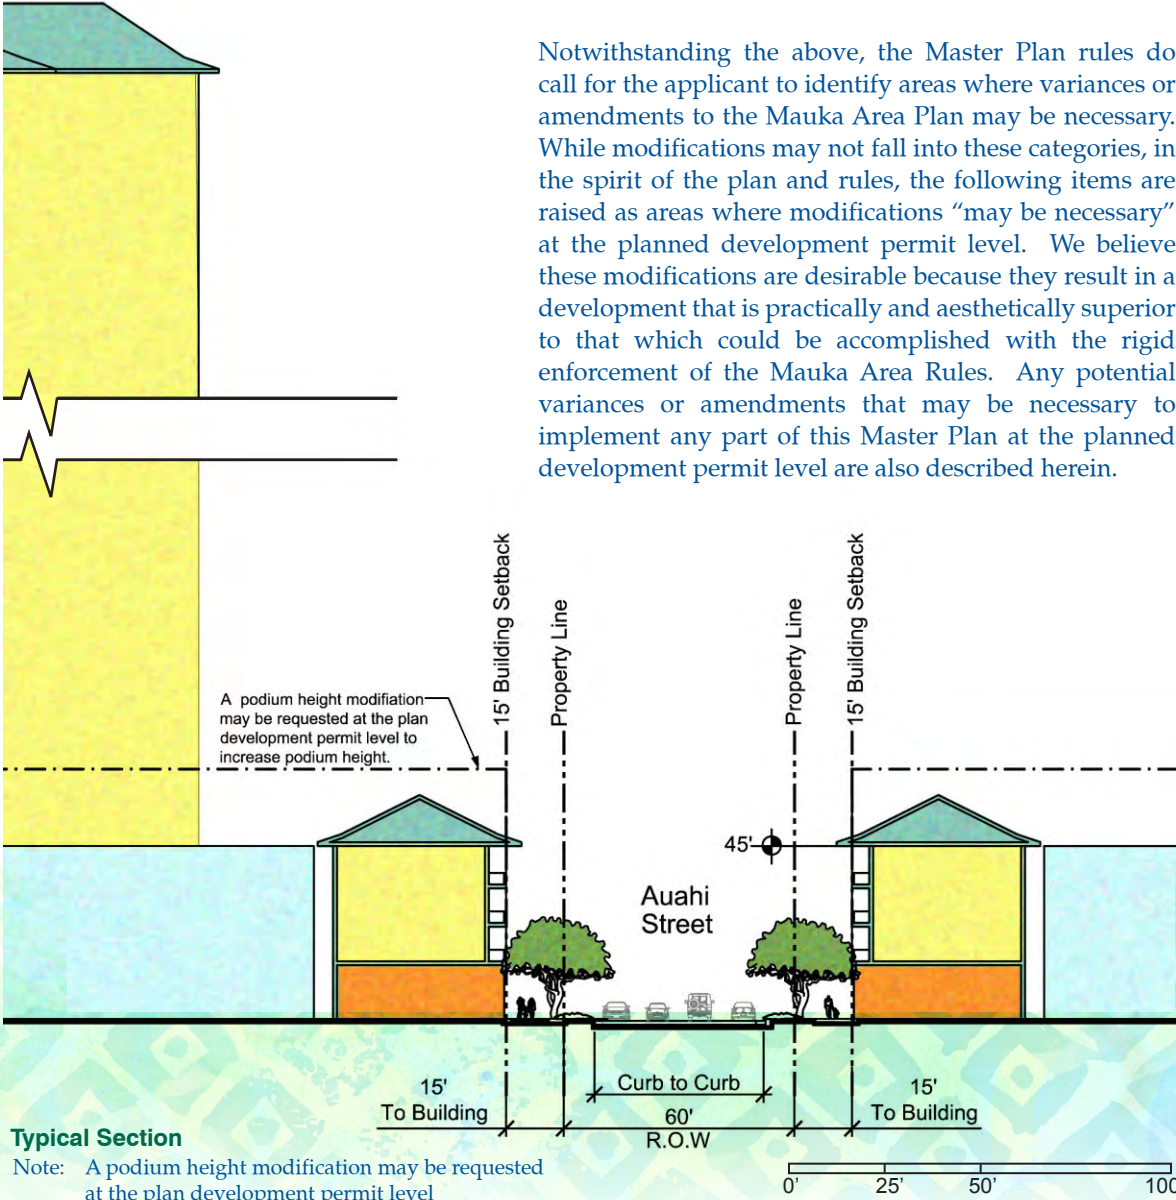 Notwithstanding the above, the Master Plan rules do
call for the applicant to identify areas where variances or
amendments to the Mauka Area Plan may be necessary.
While modifications may not fall into these categories, in
the spirit of the plan and rules, the following items are
raised as areas where modifications “may be necessary”
at the planned development permit level. We believe
these modifications are desirable because they result in a
development that is practically and aesthetically superior
to that which could be accomplished with the rigid
enforcement of the Mauka Area Rules. Any potential
variances or amendments that may be necessary to
implement any part of this Master Plan at the planned
development permit level are also described herein.
15' Building Setback
Property Line
Property Line
15' Building Setback
A podium height modifiation
may be requested at the plan
development permit level to
increase podium height.
45'
Auahi
Street
15'
To Building
Curb to Curb
60'
R.O.W
15'
To Building
Typical Section
Note: A podium height modification may be requested
at the plan development permit level
0' 25' 50' 100